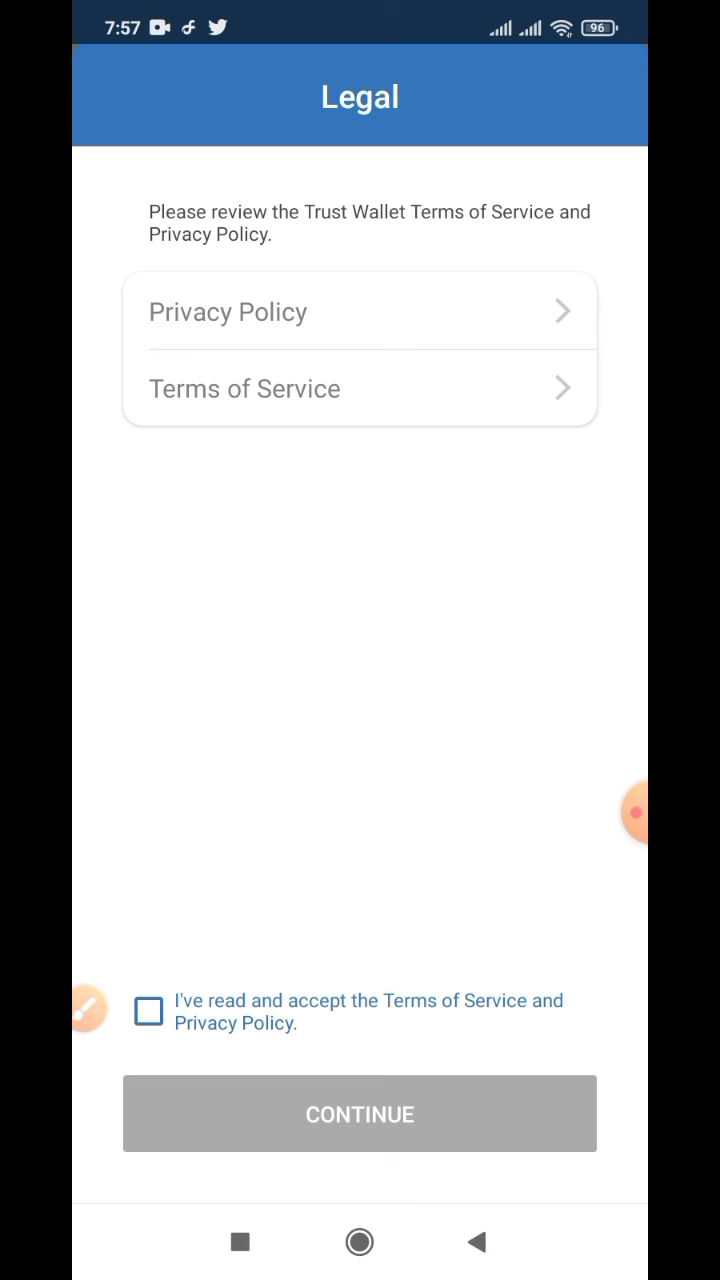 7:57
96
Legal
Please review the Trust Wallet Terms of Service and
Privacy Policy.
Privacy Policy
Terms of Service
I've read and accept the Terms of Service and
Privacy Policy.
CONTINUE